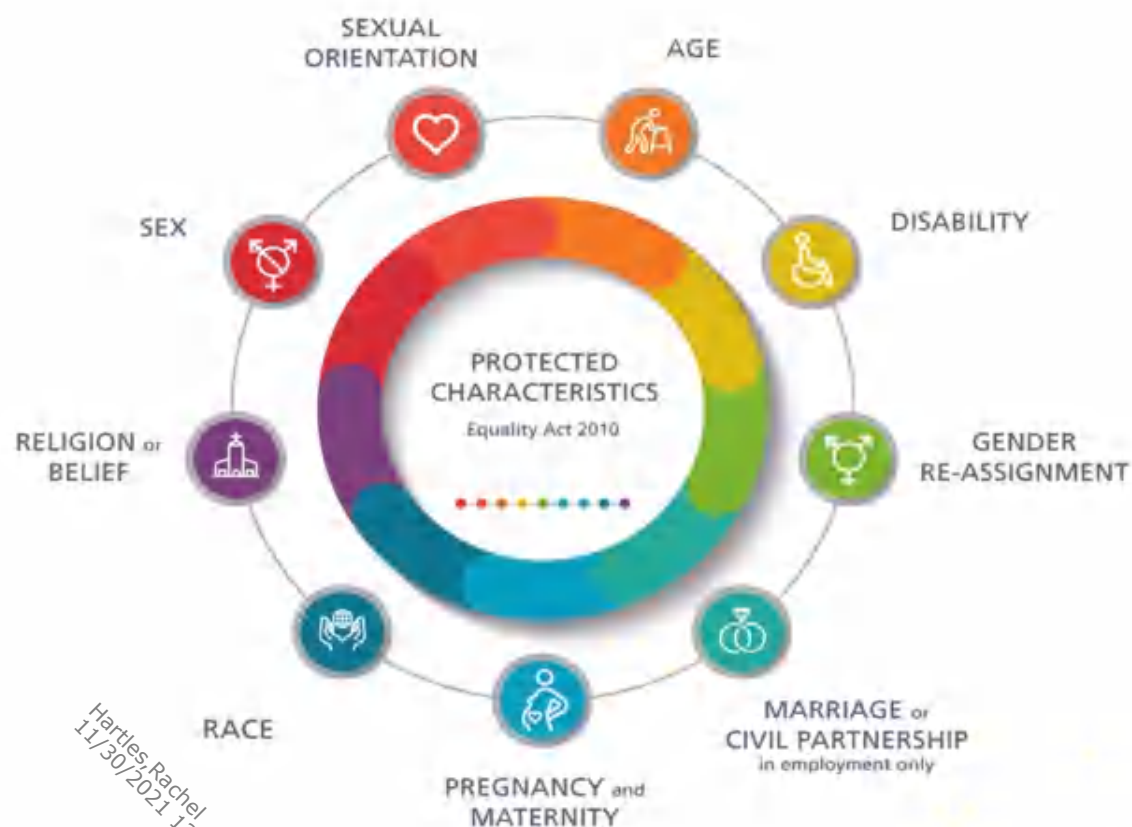 SEXUAL
ORIENTATION
AGE
SEX
DISABILITY
PROTECTED
CHARACTERISTICS
Equality Act 2010
RELIGION or
BELIEF
GENDER
RE-ASSIGNMENT
RACE
MARRIAGE or
CIVIL PARTNERSHIP
in employment only
PREGNANCY and
MATERNITY
Hartles,Rachel
11/30/2021